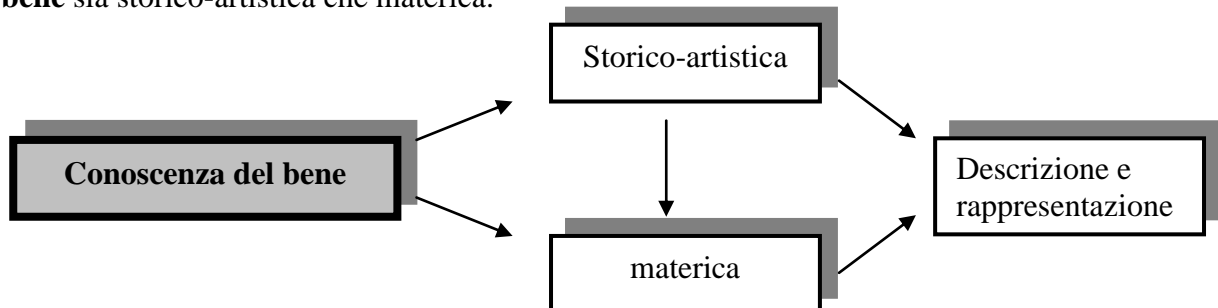 bene sia storico-artistica che materica.
Storico-artistica
Conoscenza del bene
Descrizione e
rappresentazione
materica